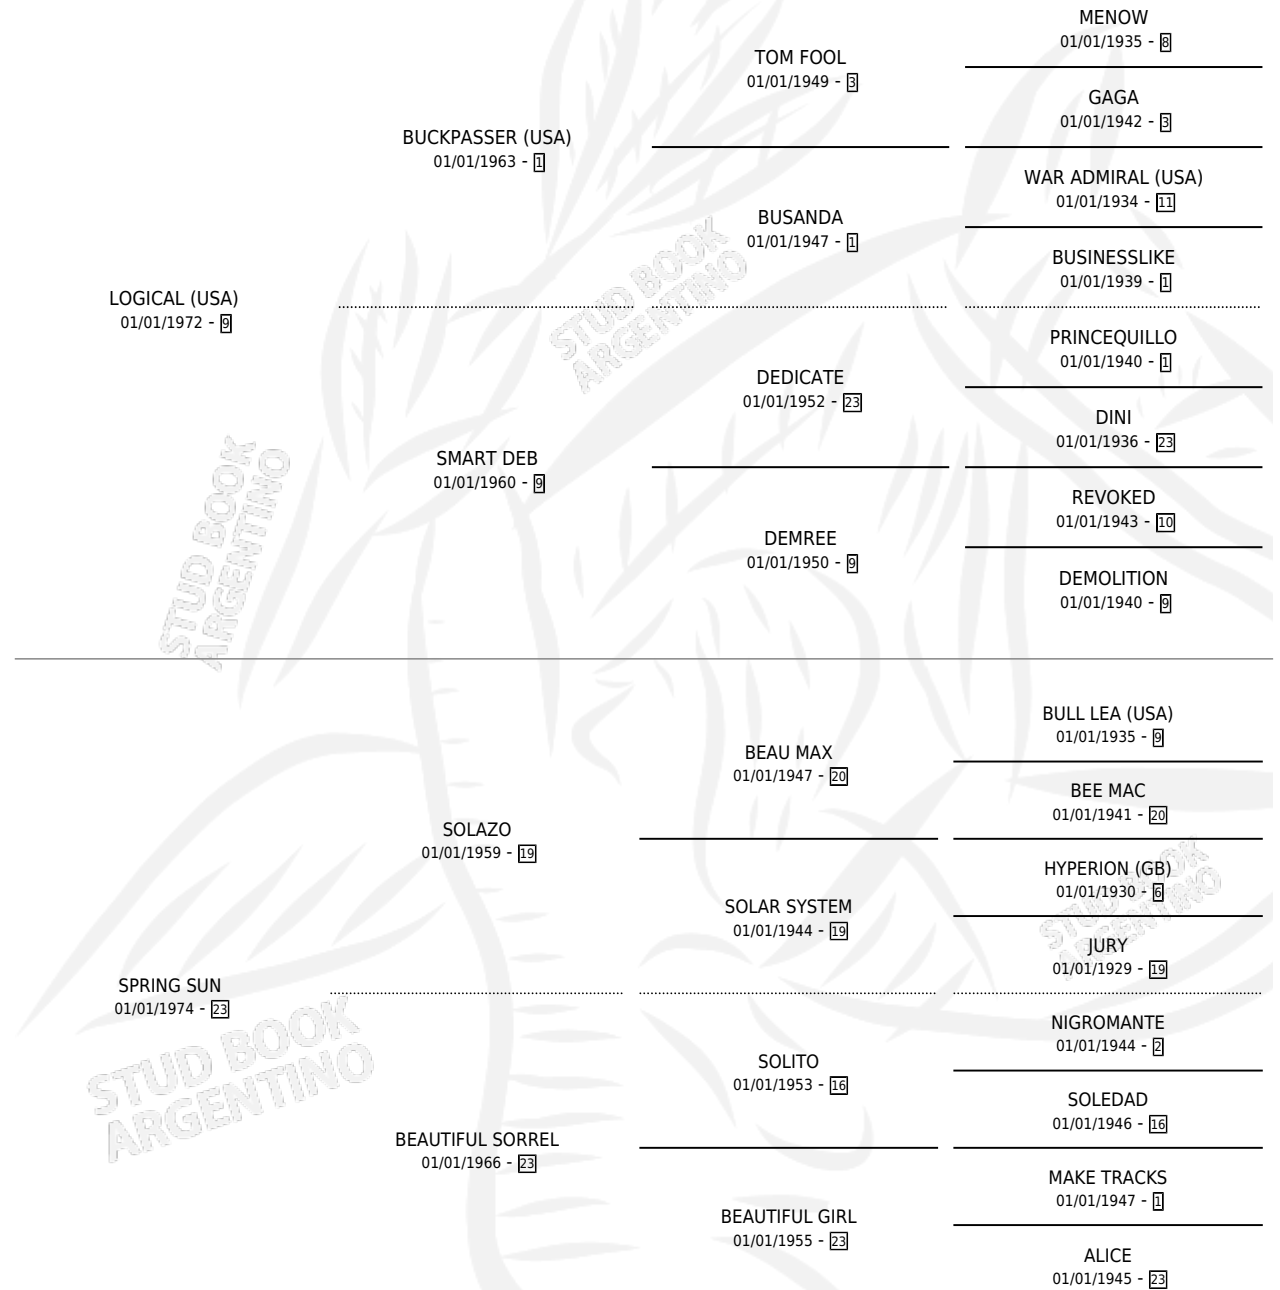 MENOW
01/01/1935 - 8
TOM FOOL
01/01/1949 - 3
GAGA
01/01/1942 - 3
BUCKPASSER (USA)
01/01/1963 - 1
WAR ADMIRAL (USA)
01/01/1934 - 11
BUSANDA
01/01/1947 - 1
BUSINESSLIKE
01/01/1939 - 1
STUD BOOK
ARGENTINO
LOGICAL (USA)
01/01/1972 - 9
PRINCEQUILLO
01/01/1940 - 1
DEDICATE
01/01/1952 - 23
DINI
01/01/1936 - 23
SMART DEB
01/01/1960 - 9
REVOKED
01/01/1943 - 10
DEMREE
01/01/1950 - 9
DEMOLITION
01/01/1940 - 9
STUD BOOK
ARGENTINO
BULL LEA (USA)
01/01/1935 - 9
BEAU MAX
01/01/1947 - 20
BEE MAC
01/01/1941 - 20
SOLAZO
01/01/1959 - 19
HYPERION (GB)
01/01/1930 - 6
SOLAR SYSTEM
01/01/1944 - 19
STUD BOOK
ARGENTINO
JURY
01/01/1929 - 19
SPRING SUN
01/01/1974 - 23
NIGROMANTE
01/01/1944 - 2
SOLITO
01/01/1953 - 16
SOLEDAD
01/01/1946 - 16
STUD BOOK
ARGENTINO
BEAUTIFUL SORREL
01/01/1966 - 23
MAKE TRACKS
01/01/1947 - 1
BEAUTIFUL GIRL
01/01/1955 - 23
ALICE
01/01/1945 - 23